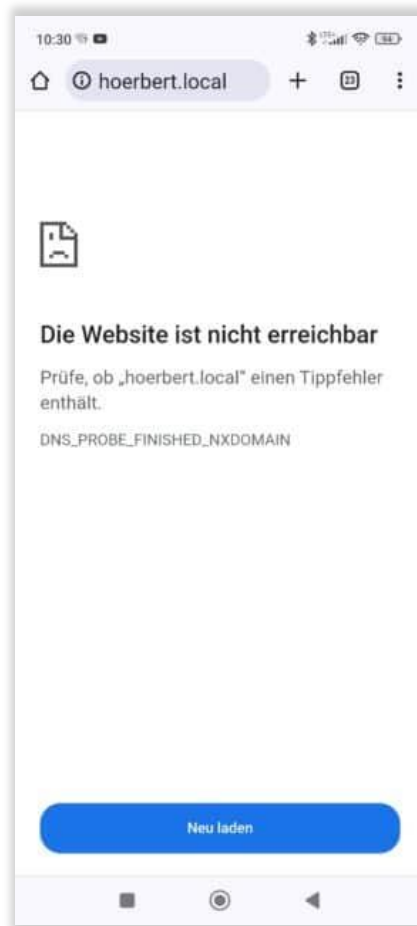 10:30
hoerbert.local
23
Die Website ist nicht erreichbar
Prüfe, ob „hoerbert.local" einen Tippfehler
enthält.
DNS_PROBE_FINISHED_NXDOMAIN
Neu laden